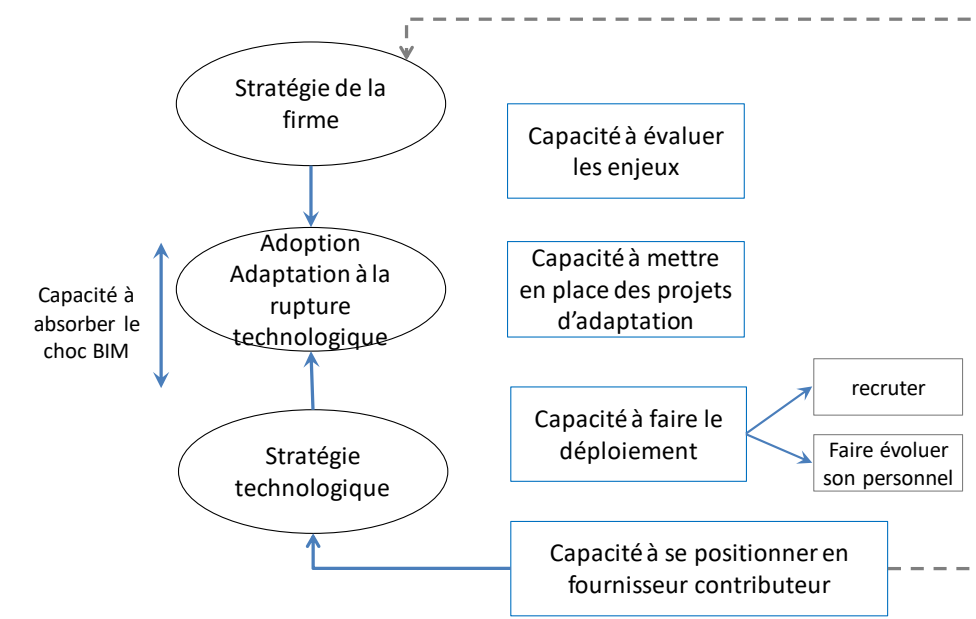 Stratégie de la
firme
Capacité à évaluer
les enjeux
Adoption
Adaptation à la
rupture
technologique
Capacité à mettre
en place des projets
d'adaptation
Capacité à
absorber le
choc BIM
Stratégie
technologique
Capacité à faire le
déploiement
recruter
Faire évoluer
son personnel
Capacité à se positionner en
fournisseur contributeur